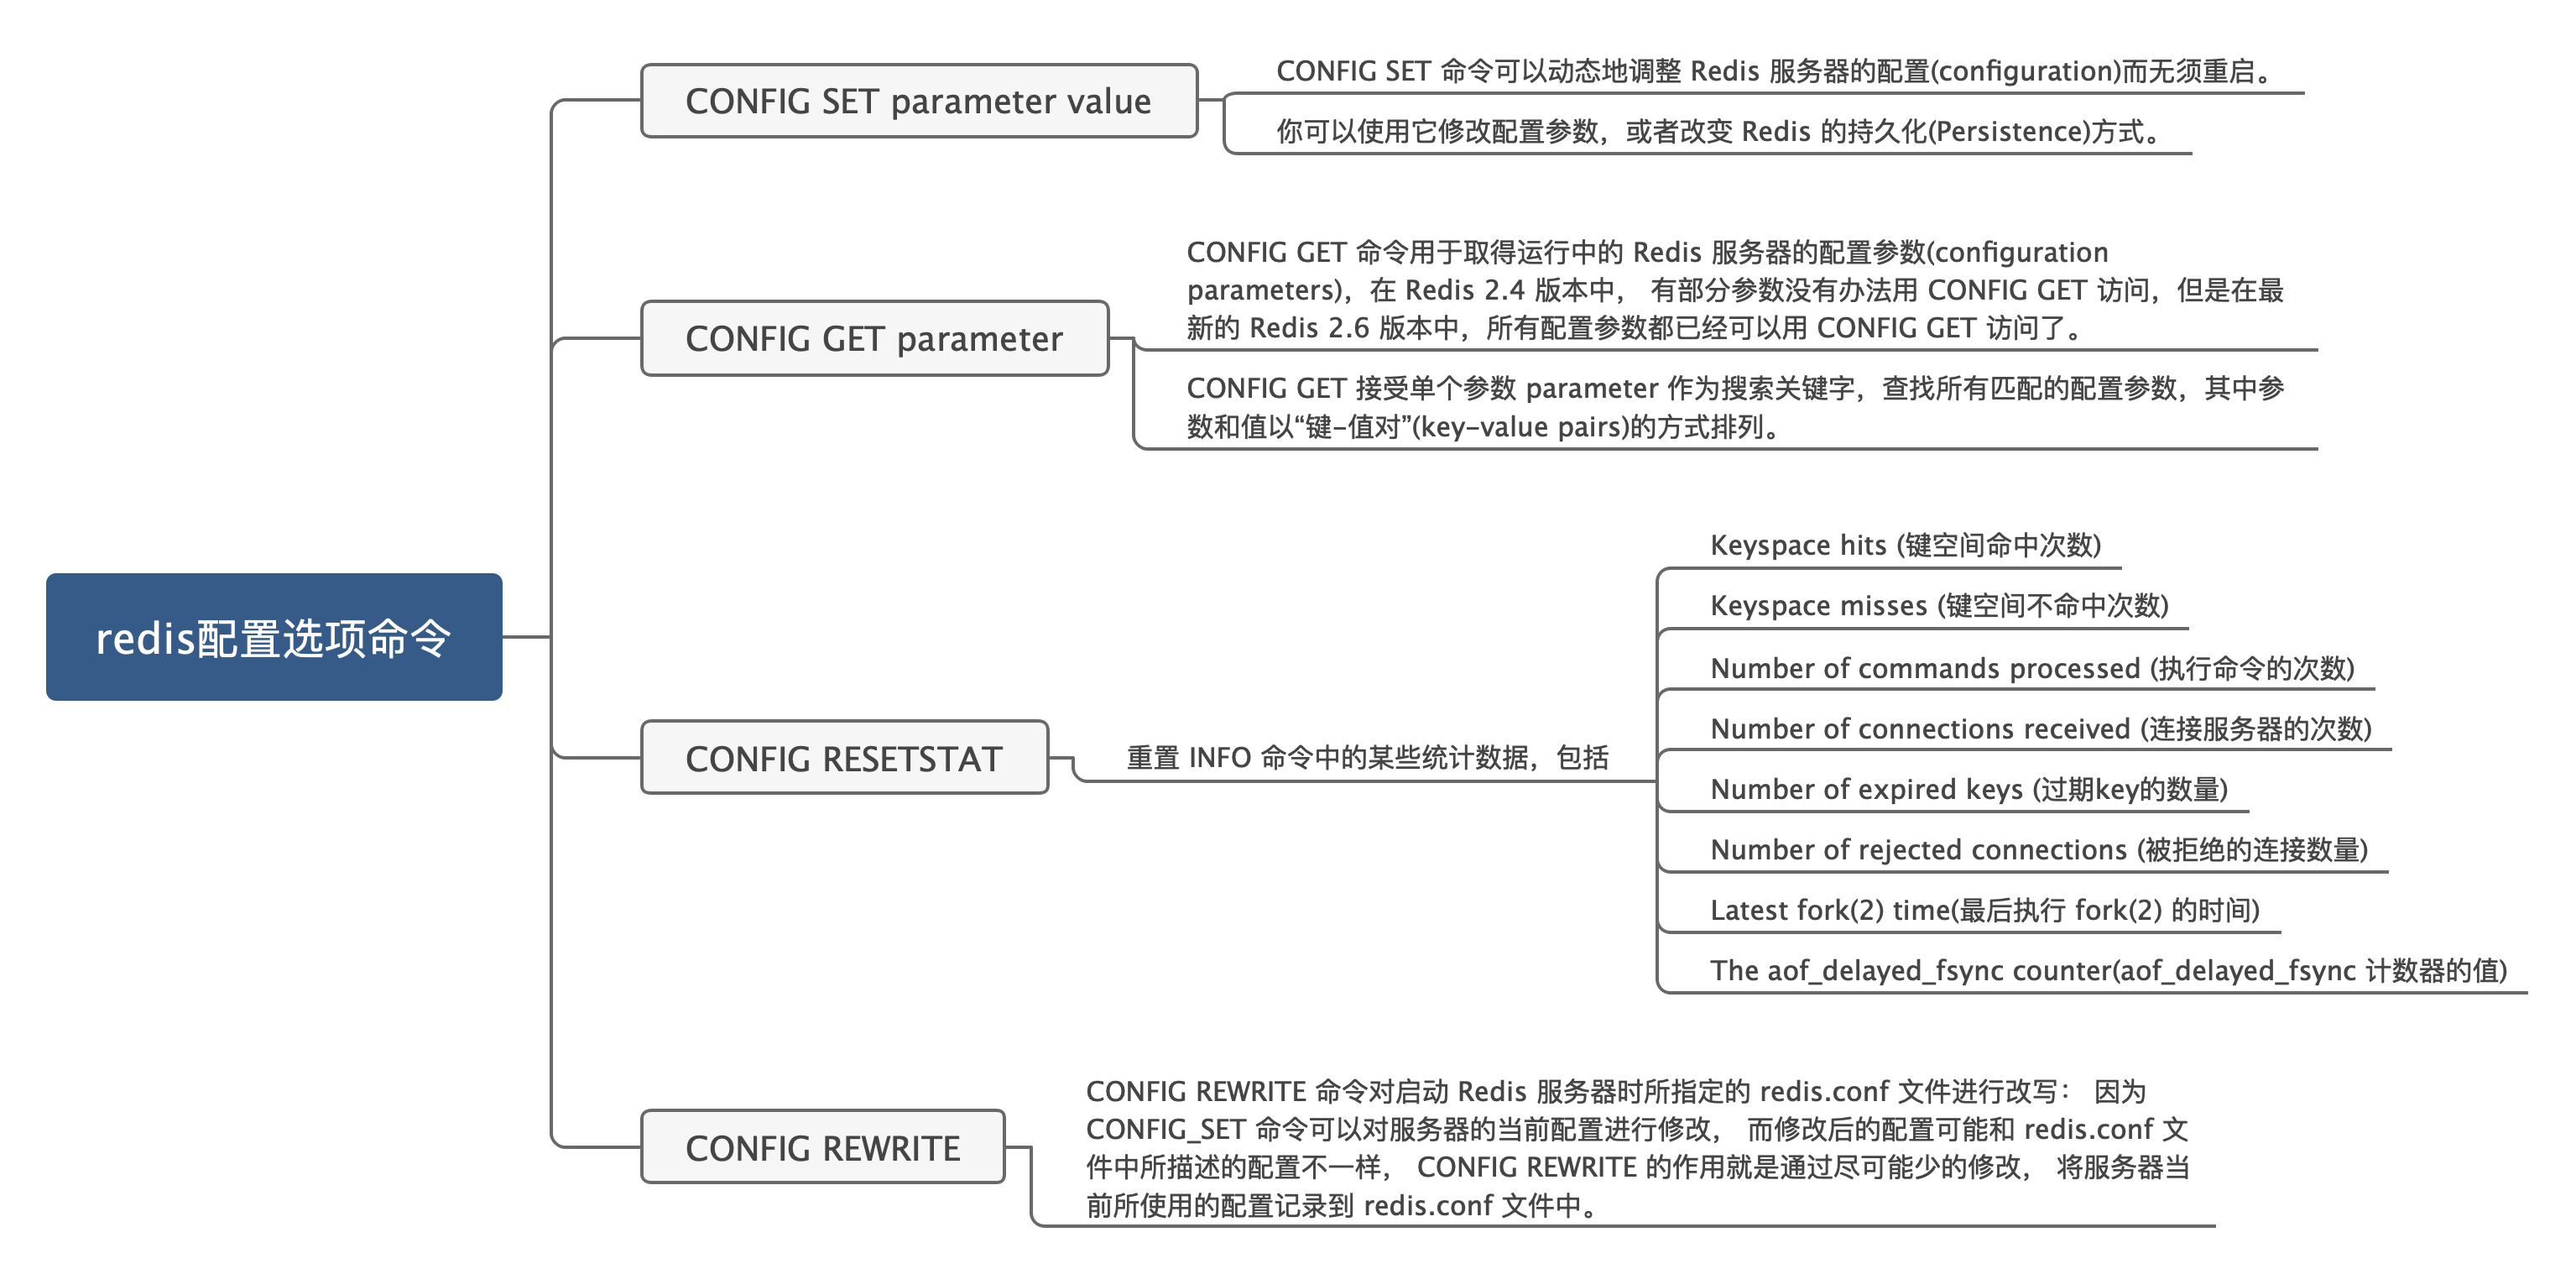 CONFIG SET parameter value
CONFIG SET 命令可以动态地调整 Redis 服务器的配置(configuration)而无须重启。
你可以使用它修改配置参数，或者改变 Redis 的持久化(Persistence)方式。
CONFIG GET parameter
CONFIG GET 命令用于取得运行中的 Redis 服务器的配置参数(configuration
parameters)，在 Redis 2.4 版本中， 有部分参数没有办法用 CONFIG GET 访问，但是在最
新的 Redis 2.6 版本中，所有配置参数都已经可以用 CONFIG GET 访问了。
CONFIG GET 接受单个参数 parameter 作为搜索关键字，查找所有匹配的配置参数，其中参
数和值以“键-值对”(key-value pairs)的方式排列。
redis配置选项命令
CONFIG RESETSTAT
重置 INFO 命令中的某些统计数据，包括
Keyspace hits (键空间命中次数)
Keyspace misses (键空间不命中次数)
Number of commands processed (执行命令的次数)
Number of connections received (连接服务器的次数)
Number of expired keys (过期key的数量)
Number of rejected connections (被拒绝的连接数量)
Latest fork(2) time(最后执行 fork(2) 的时间)
The aof_delayed_fsync counter(aof_delayed_fsync 计数器的值)
CONFIG REWRITE
CONFIG REWRITE 命令对启动 Redis 服务器时所指定的 redis.conf 文件进行改写： 因为
CONFIG_SET 命令可以对服务器的当前配置进行修改， 而修改后的配置可能和 redis.conf 文
件中所描述的配置不一样， CONFIG REWRITE 的作用就是通过尽可能少的修改， 将服务器当
前所使用的配置记录到 redis.conf 文件中。